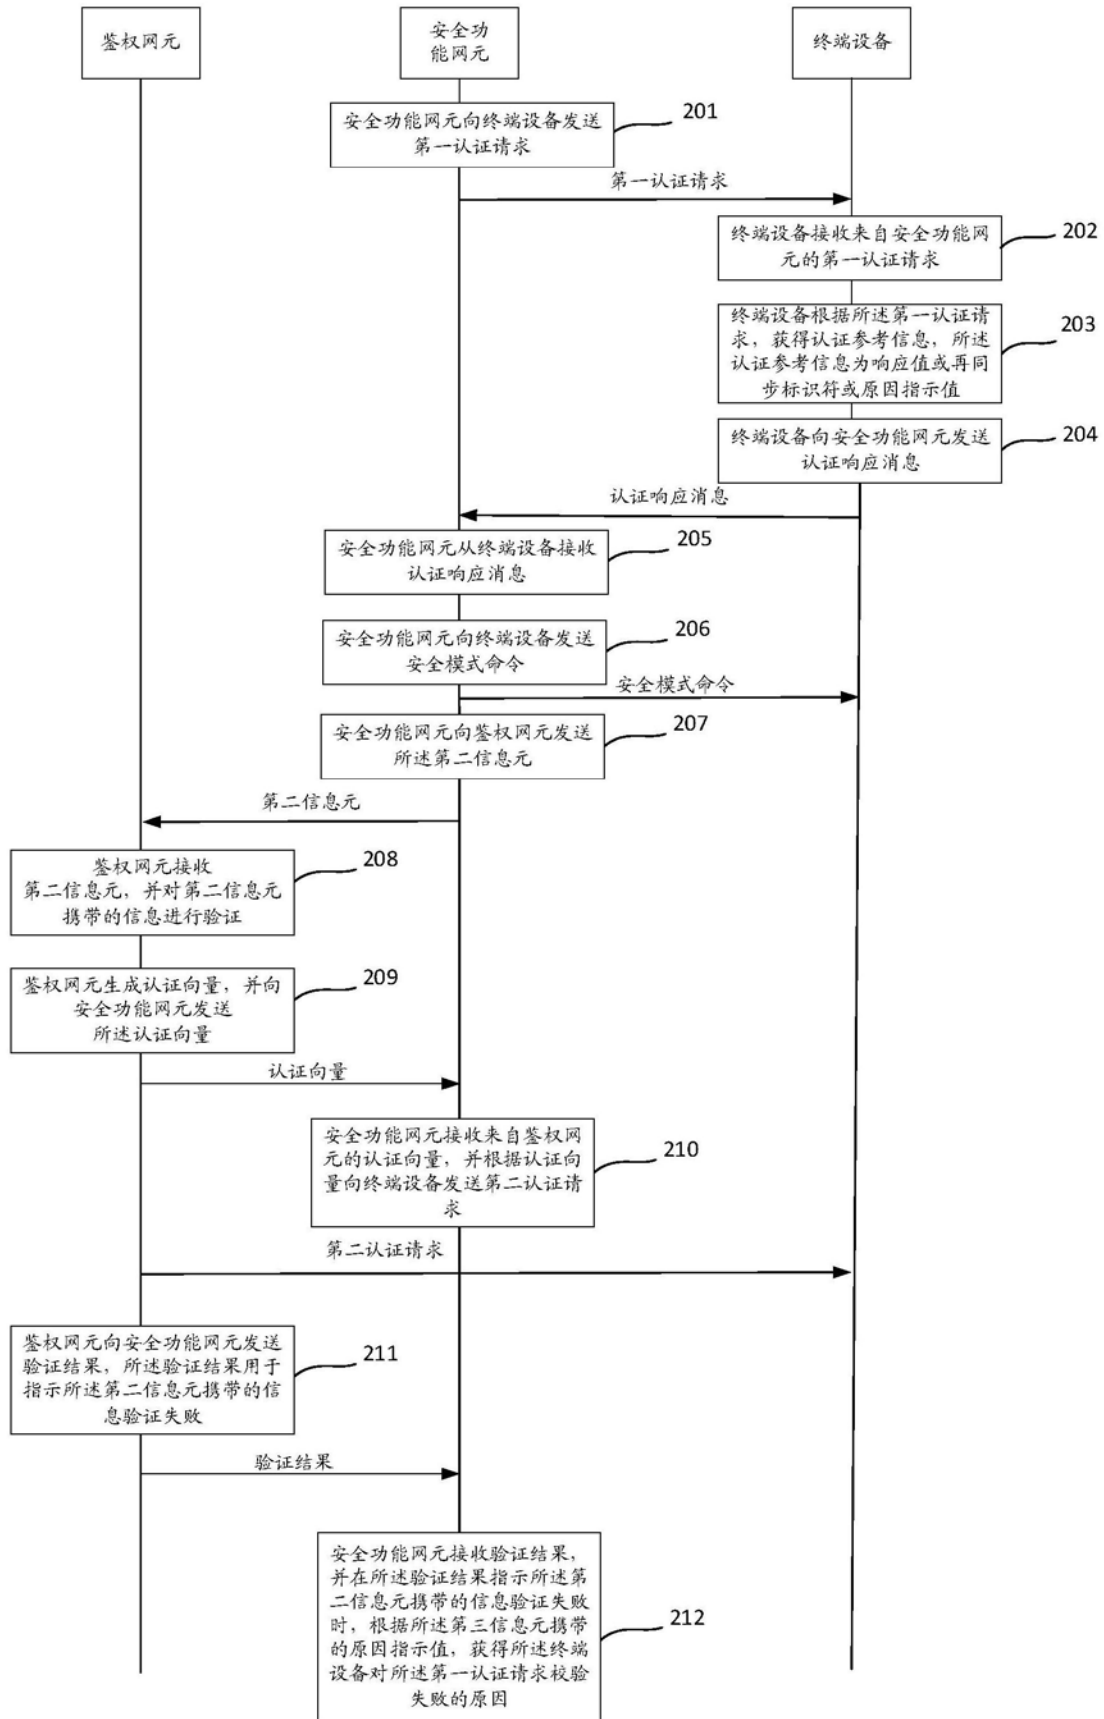 鉴权网元
安全功
能网元
终端设备
安全功能网元向终端设备发送
第一认证请求
201
第一认证请求
终端设备接收来自安全功能网
元的第一认证请求
202
终端设备根据所述第一认证请
求，获得认证参考信息，所述
认证参考信息为响应值或再同
步标识符或原因指示值
203
终端设备向安全功能网元发送
认证响应消息
204
认证响应消息
安全功能网元从终端设备接收
认证响应消息
205
安全功能网元向终端设备发送
安全模式命令
206
安全模式命令
安全功能网元向鉴权网元发送
所述第二信息元
207
第二信息元
鉴权网元接收
第二信息元，并对第二信息元
携带的信息进行验证
208
鉴权网元生成认证向量，并向
安全功能网元发送
所述认证向量
209
认证向量
安全功能网元接收来自鉴权网
元的认证向量，并根据认证向
量向终端设备发送第二认证请
求
210
第二认证请求
鉴权网元向安全功能网元发送
验证结果，所述验证结果用于
指示所述第二信息元携带的信
息验证失败
211
验证结果
安全功能网元接收验证结果，
并在所述验证结果指示所述第
二信息元携带的信息验证失败
时，根据所述第三信息元携带
的原因指示值，获得所述终端
设备对所述第一认证请求校验
失败的原因
212